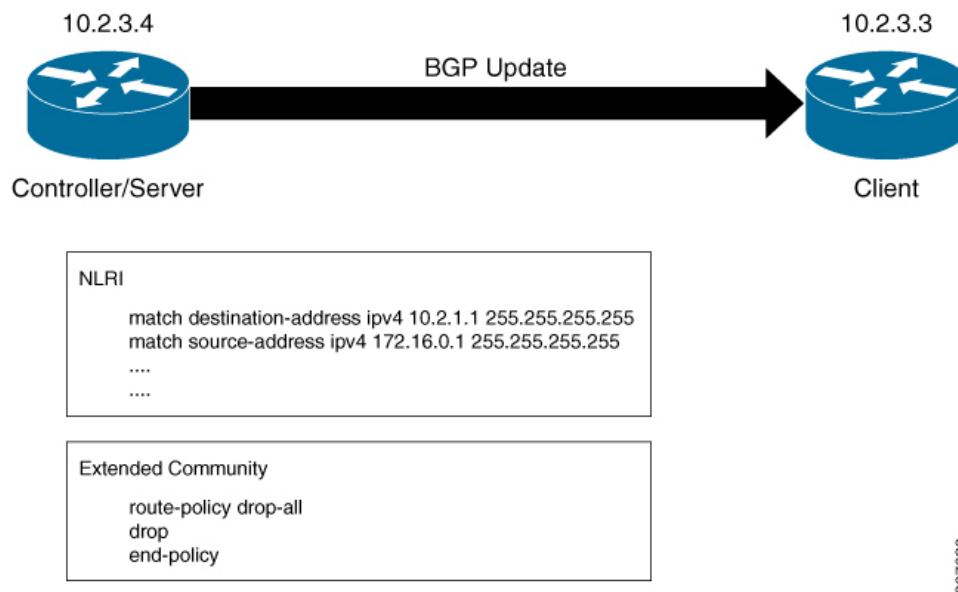 10.2.3.4
10.2.3.3
BGP Update
Controller/Server
Client
NLRI
match destination-address ipv4 10.2.1.1 255.255.255.255
match source-address ipv4 172.16.0.1 255.255.255.255
....
....
Extended Community
route-policy drop-all
drop
end-policy